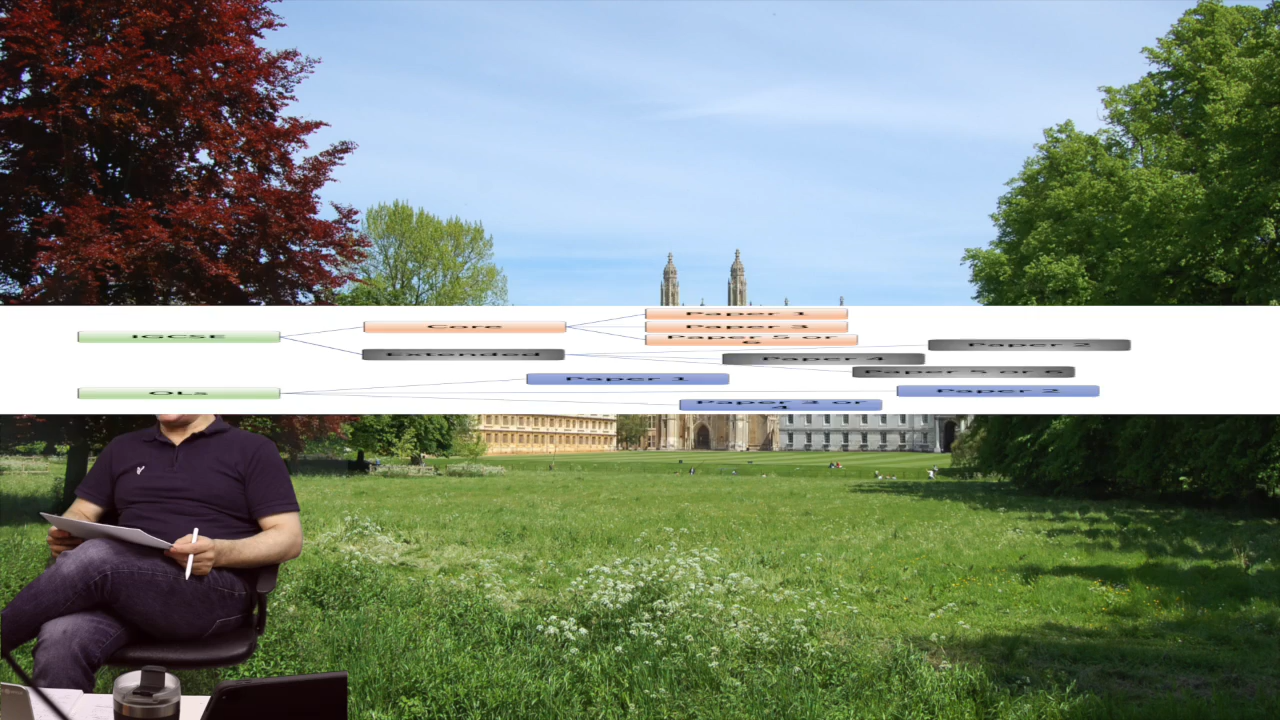 IGCSE
Core
Paper 1
Paper 3
Paper 5 or
6
Extended
Paper 2
Paper 4
Paper 5 or 6
OLs
Paper 1
Paper 2
Paper 3 or
4